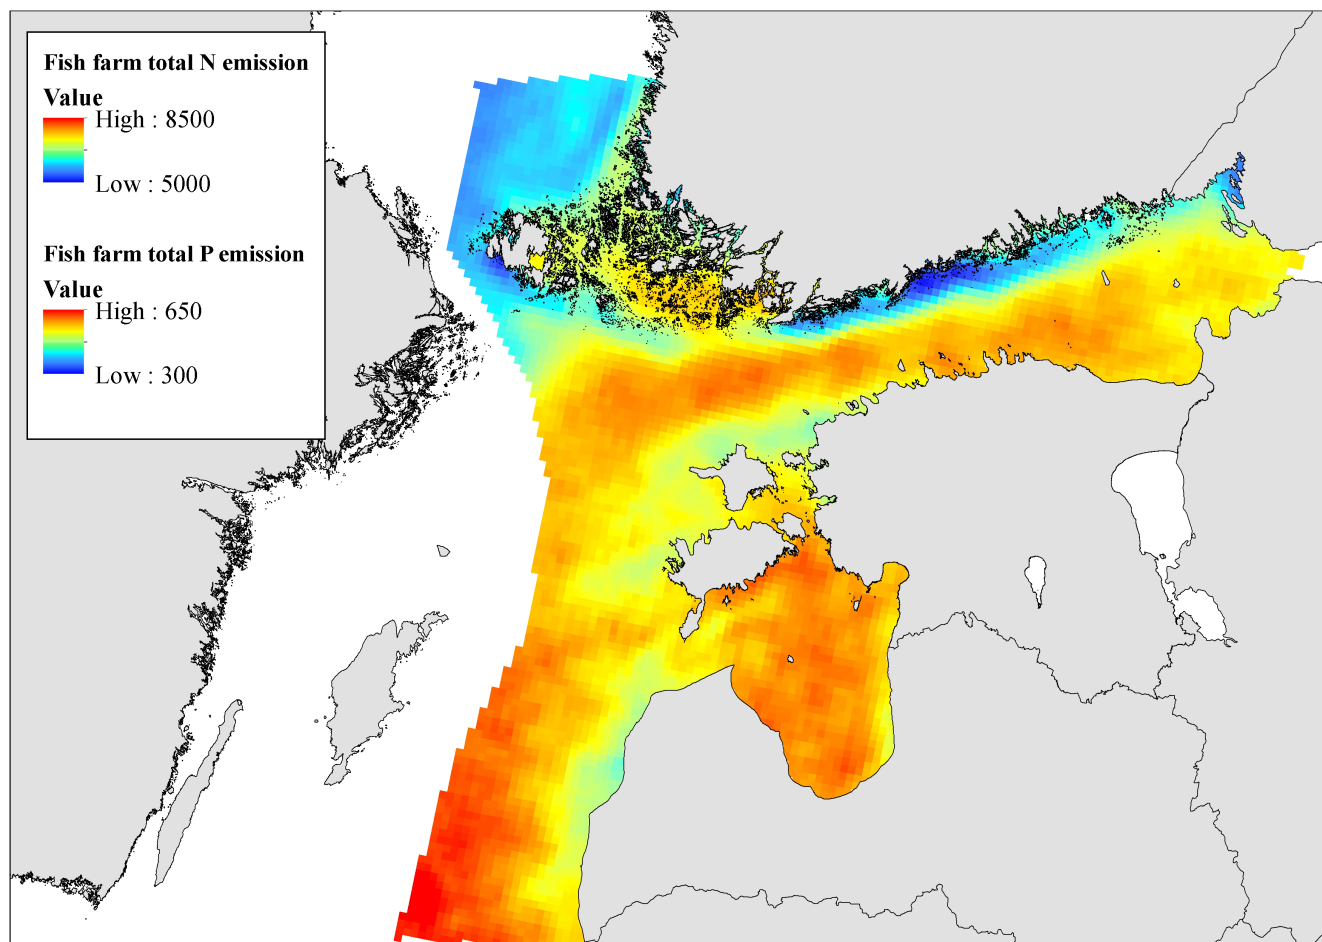 Fish farm total N emission
Value
High : 8500
Low : 5000
Fish farm total P emission
Value
High : 650
Low : 300